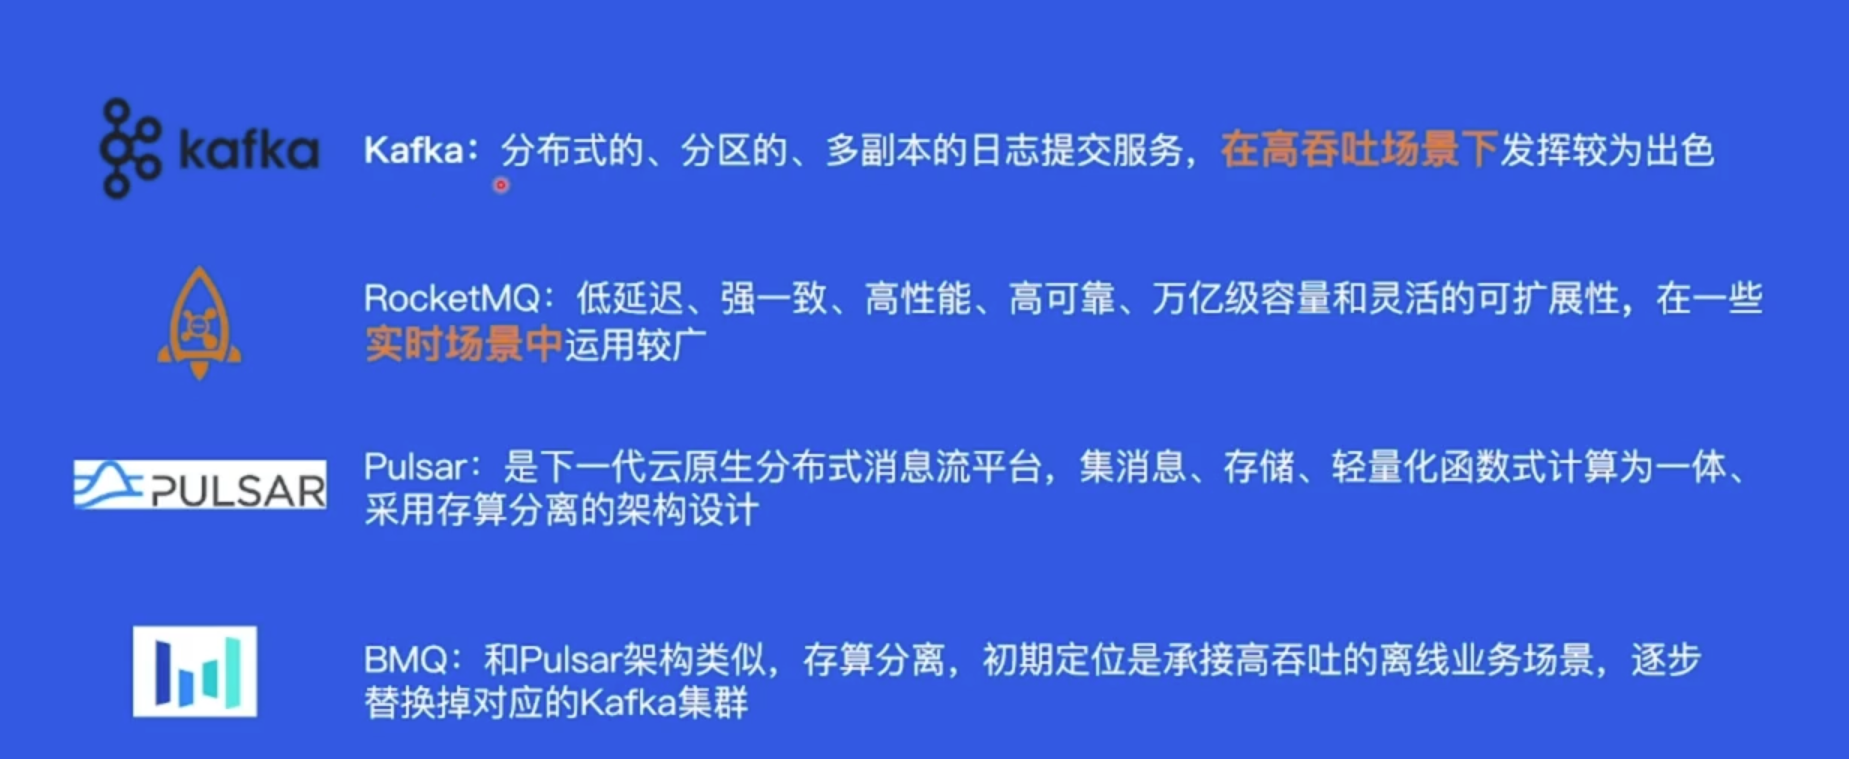 kafka
Kafka：分布式的、分区的、多副本的日志提交服务，在高吞吐场景下发挥较为出色
RocketMQ：低延迟、强一致、高性能、高可靠、万亿级容量和灵活的可扩展性，在一些
实时场景中运用较广
PULSAR
Pulsar：是下一代云原生分布式消息流平台，集消息、存储、轻量化函数式计算为一体、
采用存算分离的架构设计
BMQ：和Pulsar架构类似，存算分离，初期定位是承接高吞吐的离线业务场景，逐步
替换掉对应的Kafka集群